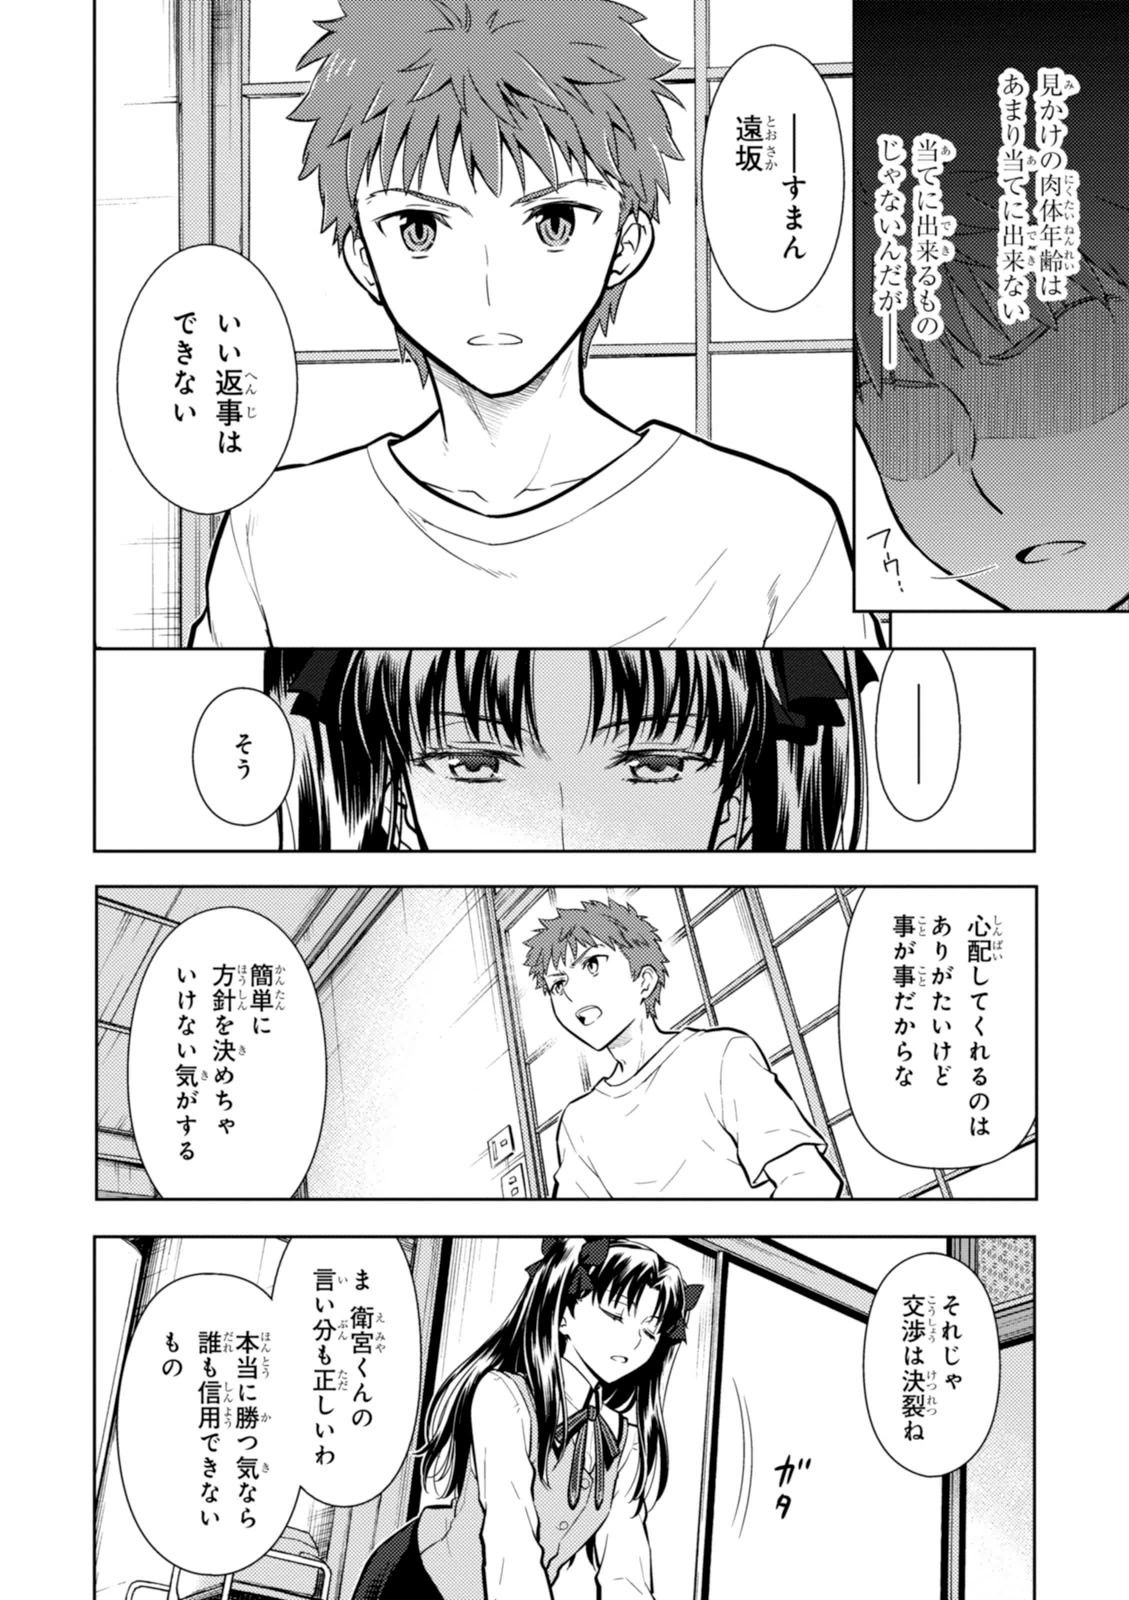 見かけの肉体年齢は
あまり当てに出来ない
当てに出来るもの
じゃないんだが――
フウ…
――すまん
遠坂
いい返事は
できない
――
そう
心配してくれるのは
ありがたいけど
事が事だからな
簡単に
方針を決めちゃ
いけない気がする
それじゃ
交渉は決裂ね
ガタ
ま 衛宮くんの
言い分も正しいわ
本当に勝つ気なら
誰も信用できない
もの